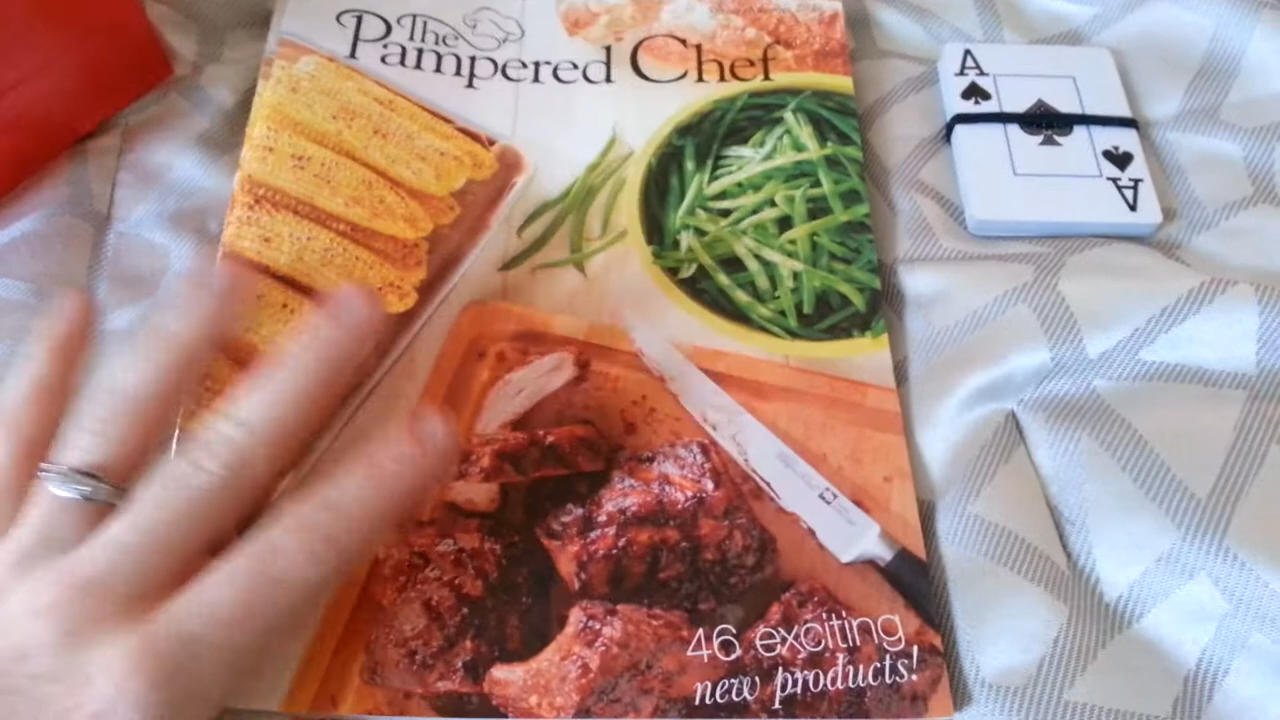 The
Pampered Chef
A
A
46 exciting
new products!